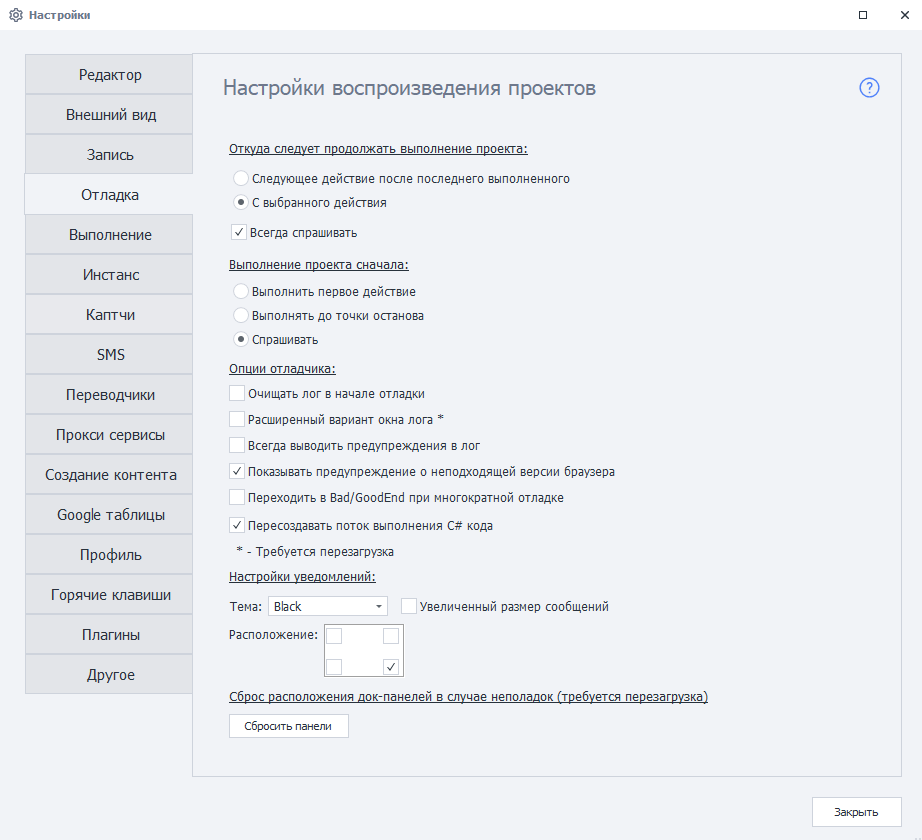 Настройки
Редактор
Внешний вид
Запись
Отладка
Выполнение
Инстанс
Каптчи
SMS
Переводчики
Прокси сервисы
Создание контента
Google таблицы
Профиль
Горячие клавиши
Плагины
Другое
Настройки воспроизведения проектов
?
Откуда следует продолжать выполнение проекта:
Следующее действие после последнего выполненного
С выбранного действия
Всегда спрашивать
Выполнение проекта сначала:
Выполнить первое действие
Выполнять до точки останова
Спрашивать
Опции отладчика:
Очищать лог в начале отладки
Расширенный вариант окна лога *
Всегда выводить предупреждения в лог
Показывать предупреждение о неподходящей версии браузера
Переходить в Bad/GoodEnd при многократной отладке
Пересоздавать поток выполнения C# кода
* - Требуется перезагрузка
Настройки уведомлений:
Тема: Black Увеличенный размер сообщений
Расположение:
Сброс расположения док-панелей в случае неполадок (требуется перезагрузка)
Сбросить панели
Закрыть